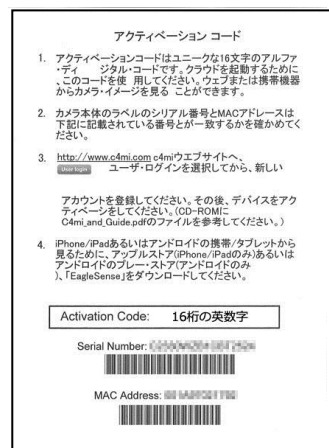 アクティベーション コード
1. アクティベーションコードはユニークな16文字のアルファ
・ディ ジタル・コードです。クラウドを起動するために
、このコードを使 用してください。ウェブまたは携帯機器
からカメラ・イメージを見る ことができます。
2. カメラ本体のラベルのシリアル番号とMACアドレースは
下記に記載されている番号とが一致するかを確かめてく
ださい。
3. http://www.c4mi.com c4miウエブサイトへ、
User login ユーザ・ログインを選択してから、新しい
アカウントを登録してください。その後、デバイスをアク
ティベーシをしてください。(CD-ROMに
C4mi_and_Guide.pdfのファイルを参考してください。)
4. iPhone/iPadあるいはアンドロイドの携帯/タブレットから
見るために、アップルストア(iPhone/iPadのみ)あるいは
アンドロイドのプレー・ストア(アンドロイドのみ
)、「EagleSense」をダウンロードしてください。
Activation Code: 16桁の英数字
Serial Number:
MAC Address: